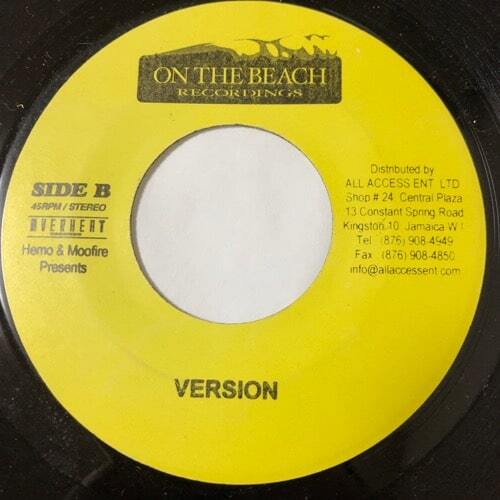 ON THE BEACH
RECORDINGS
SIDE B
45RPM / STEREO
OVERHEAT
Hemo & Moofire
Presents
Distributed by
ALL ACCESS ENT. LTD
Shop # 24 Central Plaza
13 Constant Spring Road
Kingston 10 Jamaica W I
Tel (876) 908-4949
Fax (876) 908-4850
info@allaccessent.com
VERSION